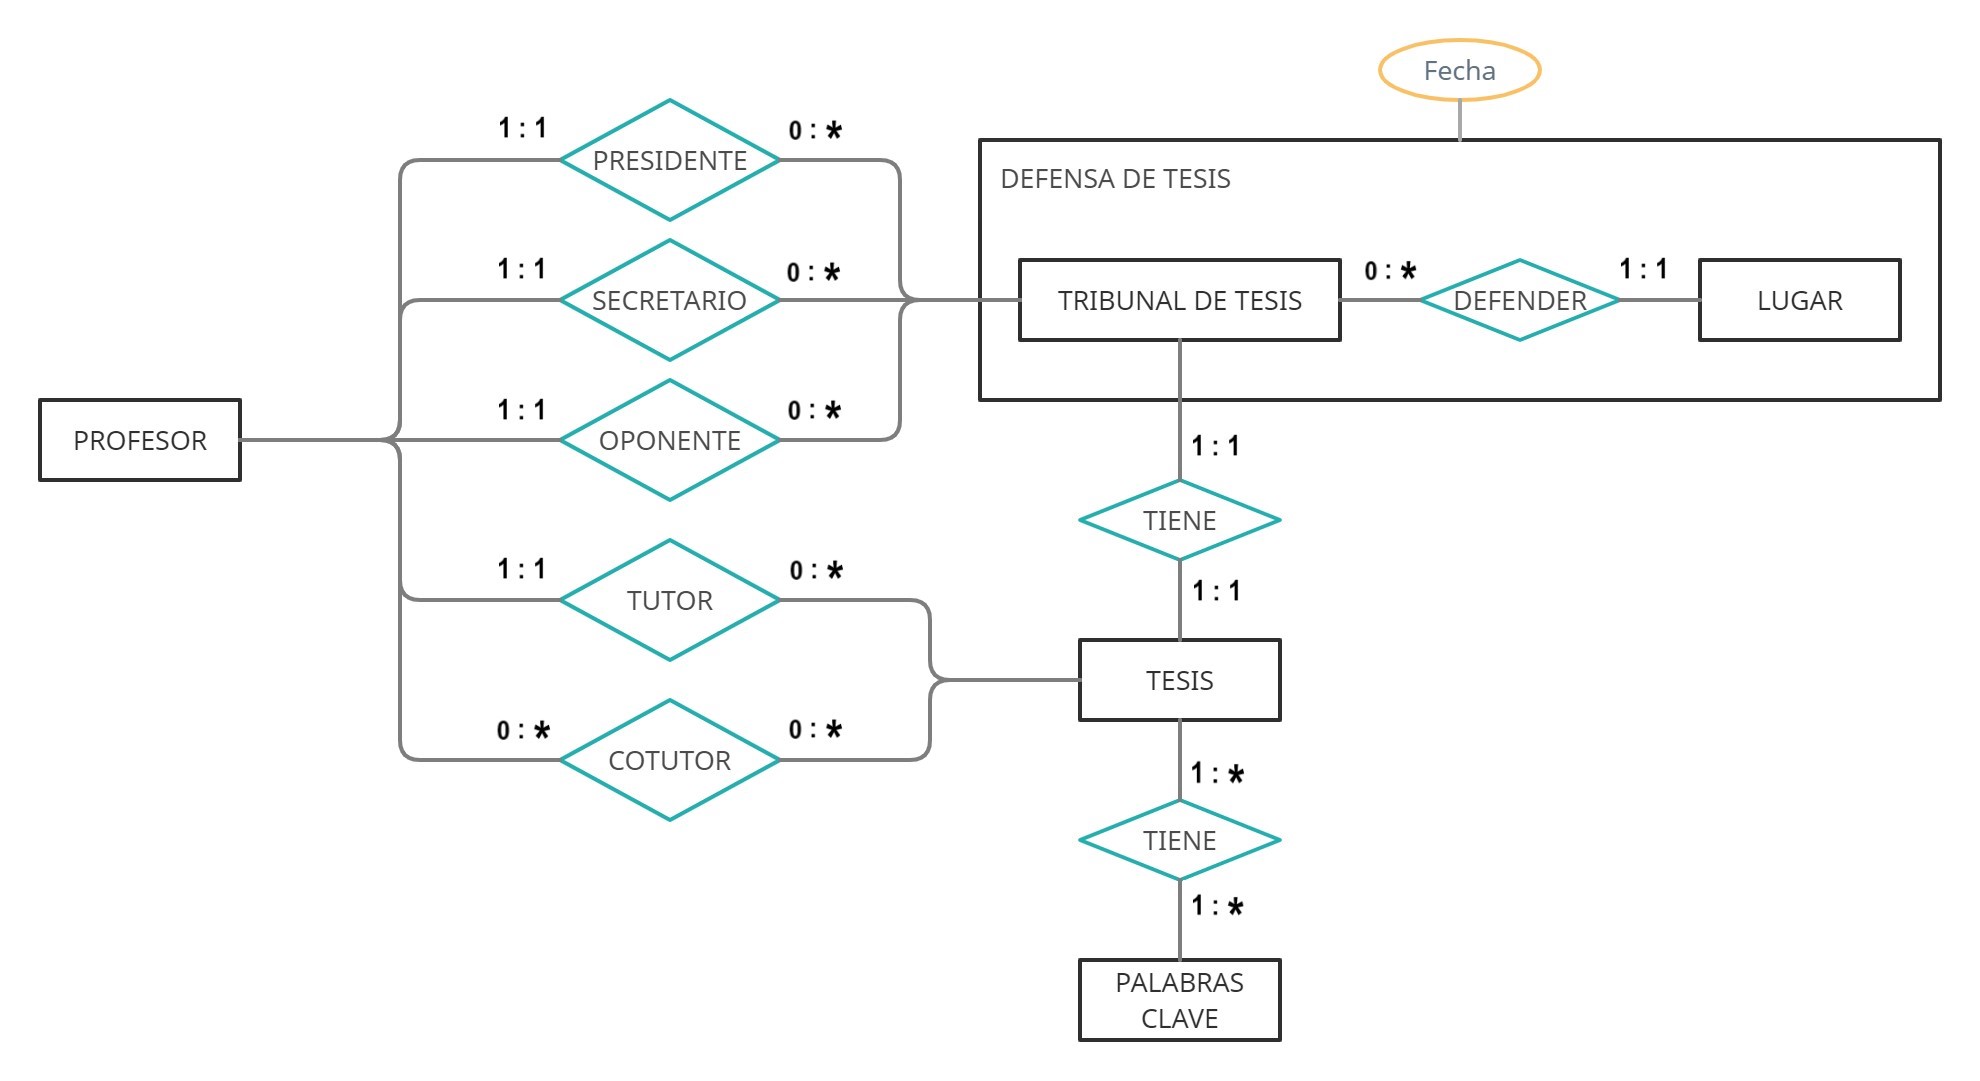 Fecha
1 : 1
0 : *
PRESIDENTE
DEFENSA DE TESIS
1 : 1
0 : *
SECRETARIO
TRIBUNAL DE TESIS
0 : *
DEFENDER
1 : 1
LUGAR
1 : 1
0 : *
OPONENTE
PROFESOR
1 : 1
TIENE
1 : 1
1 : 1
0 : *
TUTOR
TESIS
0 : *
0 : *
COTUTOR
1 : *
TIENE
1 : *
PALABRAS
CLAVE